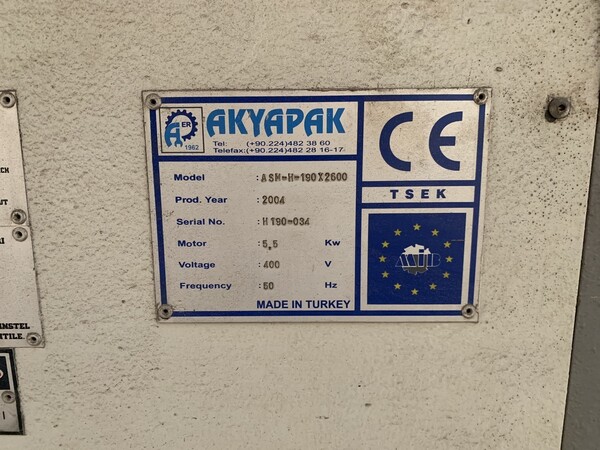 AKYAPAK
ER
1962
Tel: (+90.224)482 38 60
Telefax:(+90.224)482 28 16-17
CE
TSEK
Model : ASM-H-190X2600
Prod. Year : 2004
Serial No. : H190-034
Motor : 5,5 Kw
Voltage : 400 V
Frequency : 50 Hz
MADE IN TURKEY